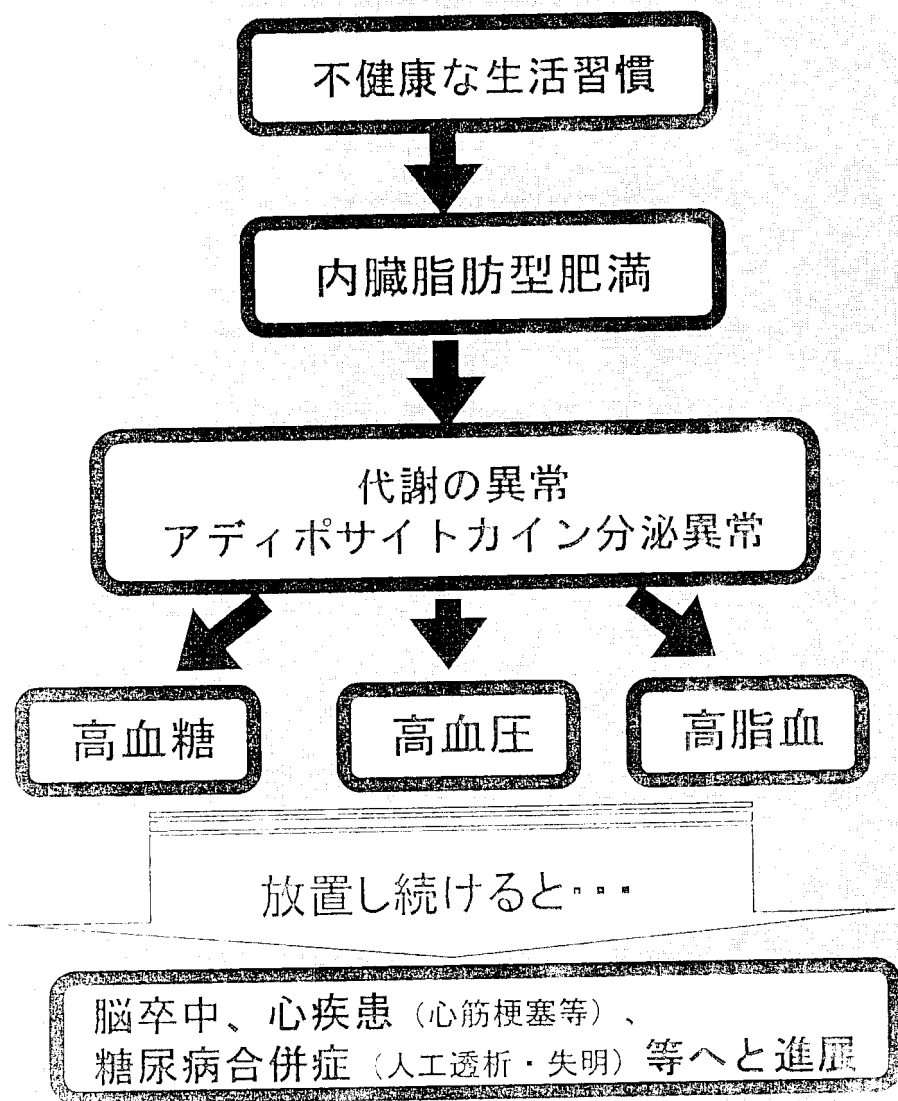 不健康な生活習慣
内臓脂肪型肥満
代謝の異常
アディポサイトカイン分泌異常
高血糖
高血圧
高脂血
放置し続けると・・・
脳卒中、心疾患（心筋梗塞等）、
糖尿病合併症（人工透析・失明）等へと進展